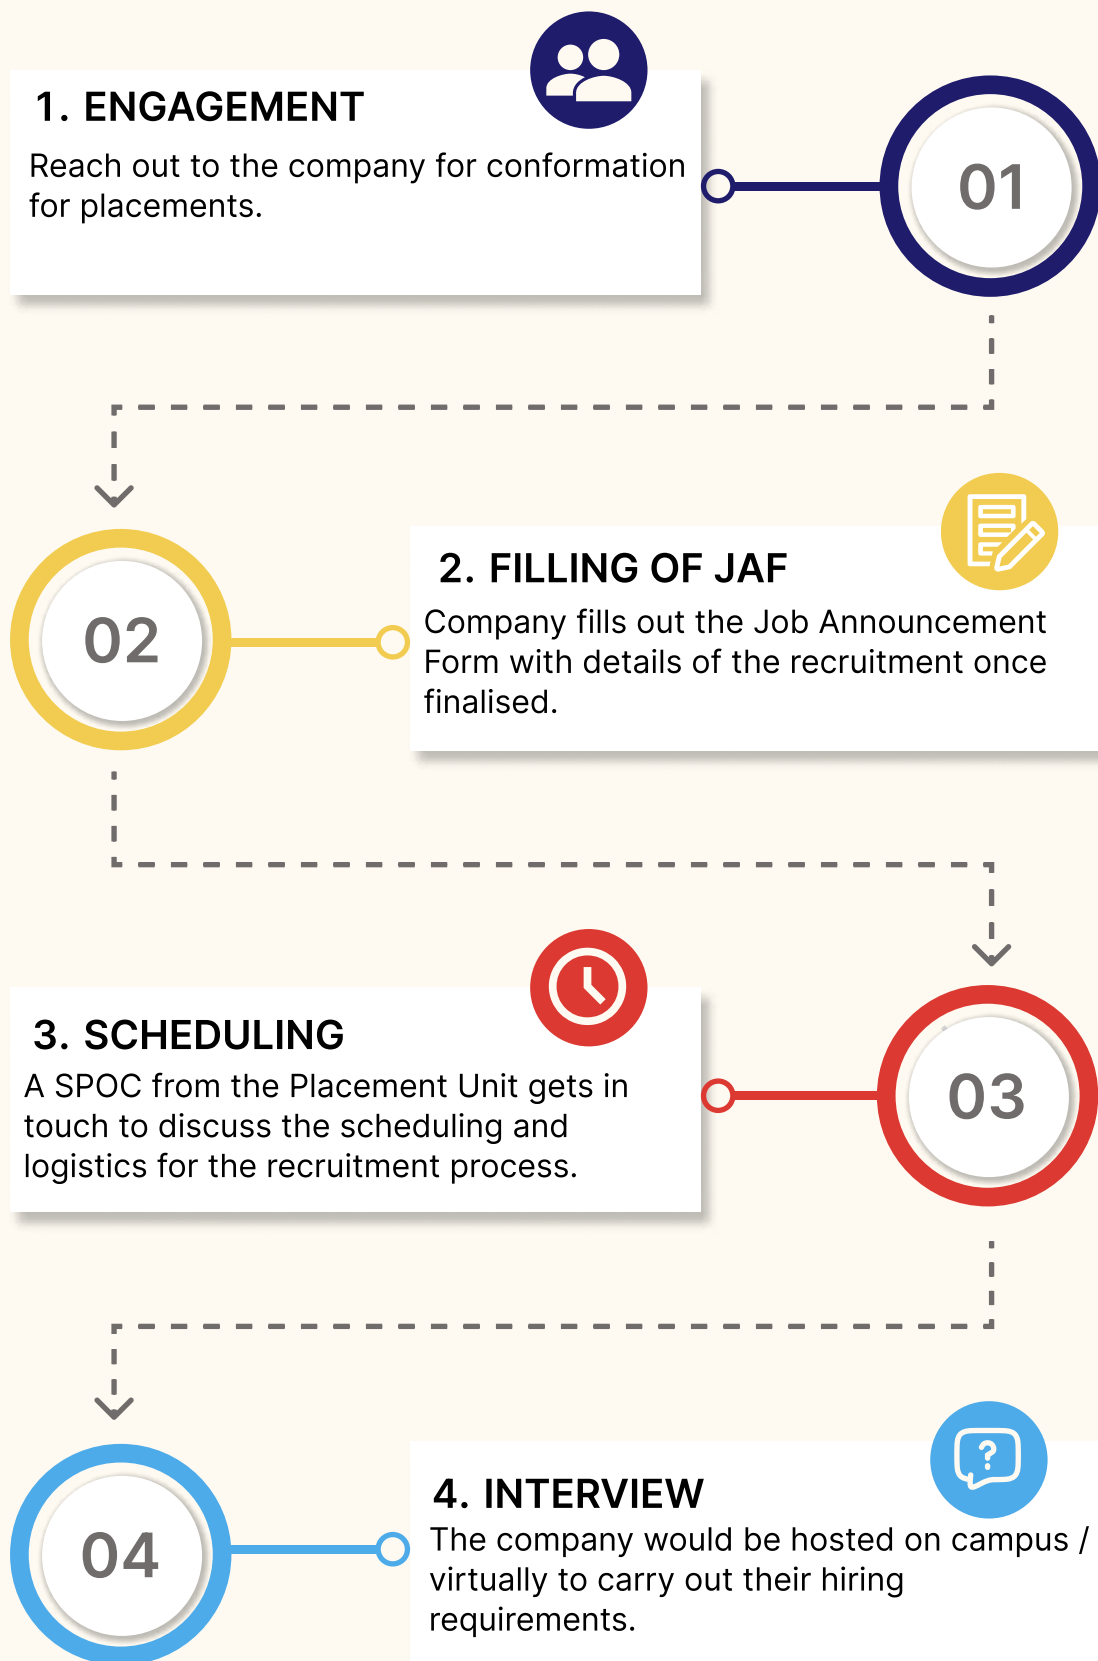 1. ENGAGEMENT
Reach out to the company for conformation
for placements.
01
02
2. FILLING OF JAF
Company fills out the Job Announcement
Form with details of the recruitment once
finalised.
3. SCHEDULING
A SPOC from the Placement Unit gets in
touch to discuss the scheduling and
logistics for the recruitment process.
03
04
?
4. INTERVIEW
The company would be hosted on campus /
virtually to carry out their hiring
requirements.